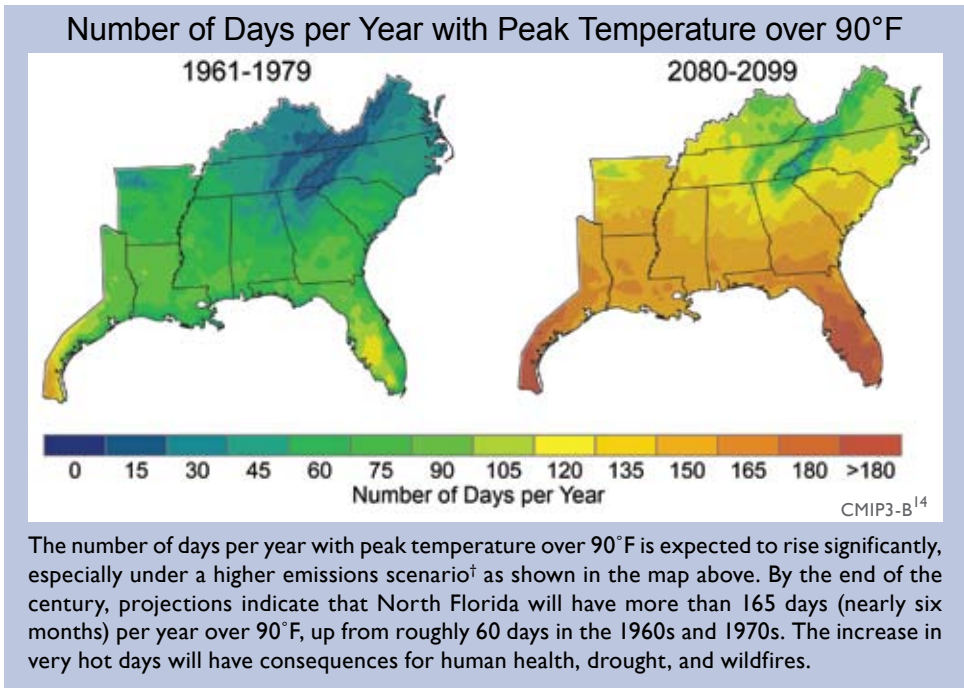 Number of Days per Year with Peak Temperature over 90°F
1961-1979 2080-2099
0 15 30 45 60 75 90 105 120 135 150 165 180 >180
Number of Days per Year
CMIP3-B14
The number of days per year with peak temperature over 90˚F is expected to rise significantly,
especially under a higher emissions scenario† as shown in the map above. By the end of the
century, projections indicate that North Florida will have more than 165 days (nearly six
months) per year over 90˚F, up from roughly 60 days in the 1960s and 1970s. The increase in
very hot days will have consequences for human health, drought, and wildfires.